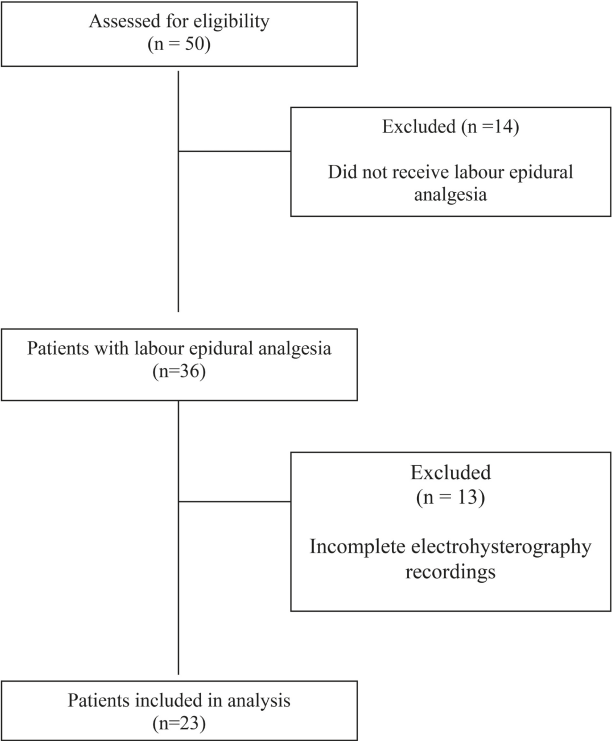 Assessed for eligibility
(n = 50)
Excluded (n =14)
Did not receive labour epidural
analgesia
Patients with labour epidural analgesia
(n=36)
Excluded
(n = 13)
Incomplete electrohysterography
recordings
Patients included in analysis
(n=23)